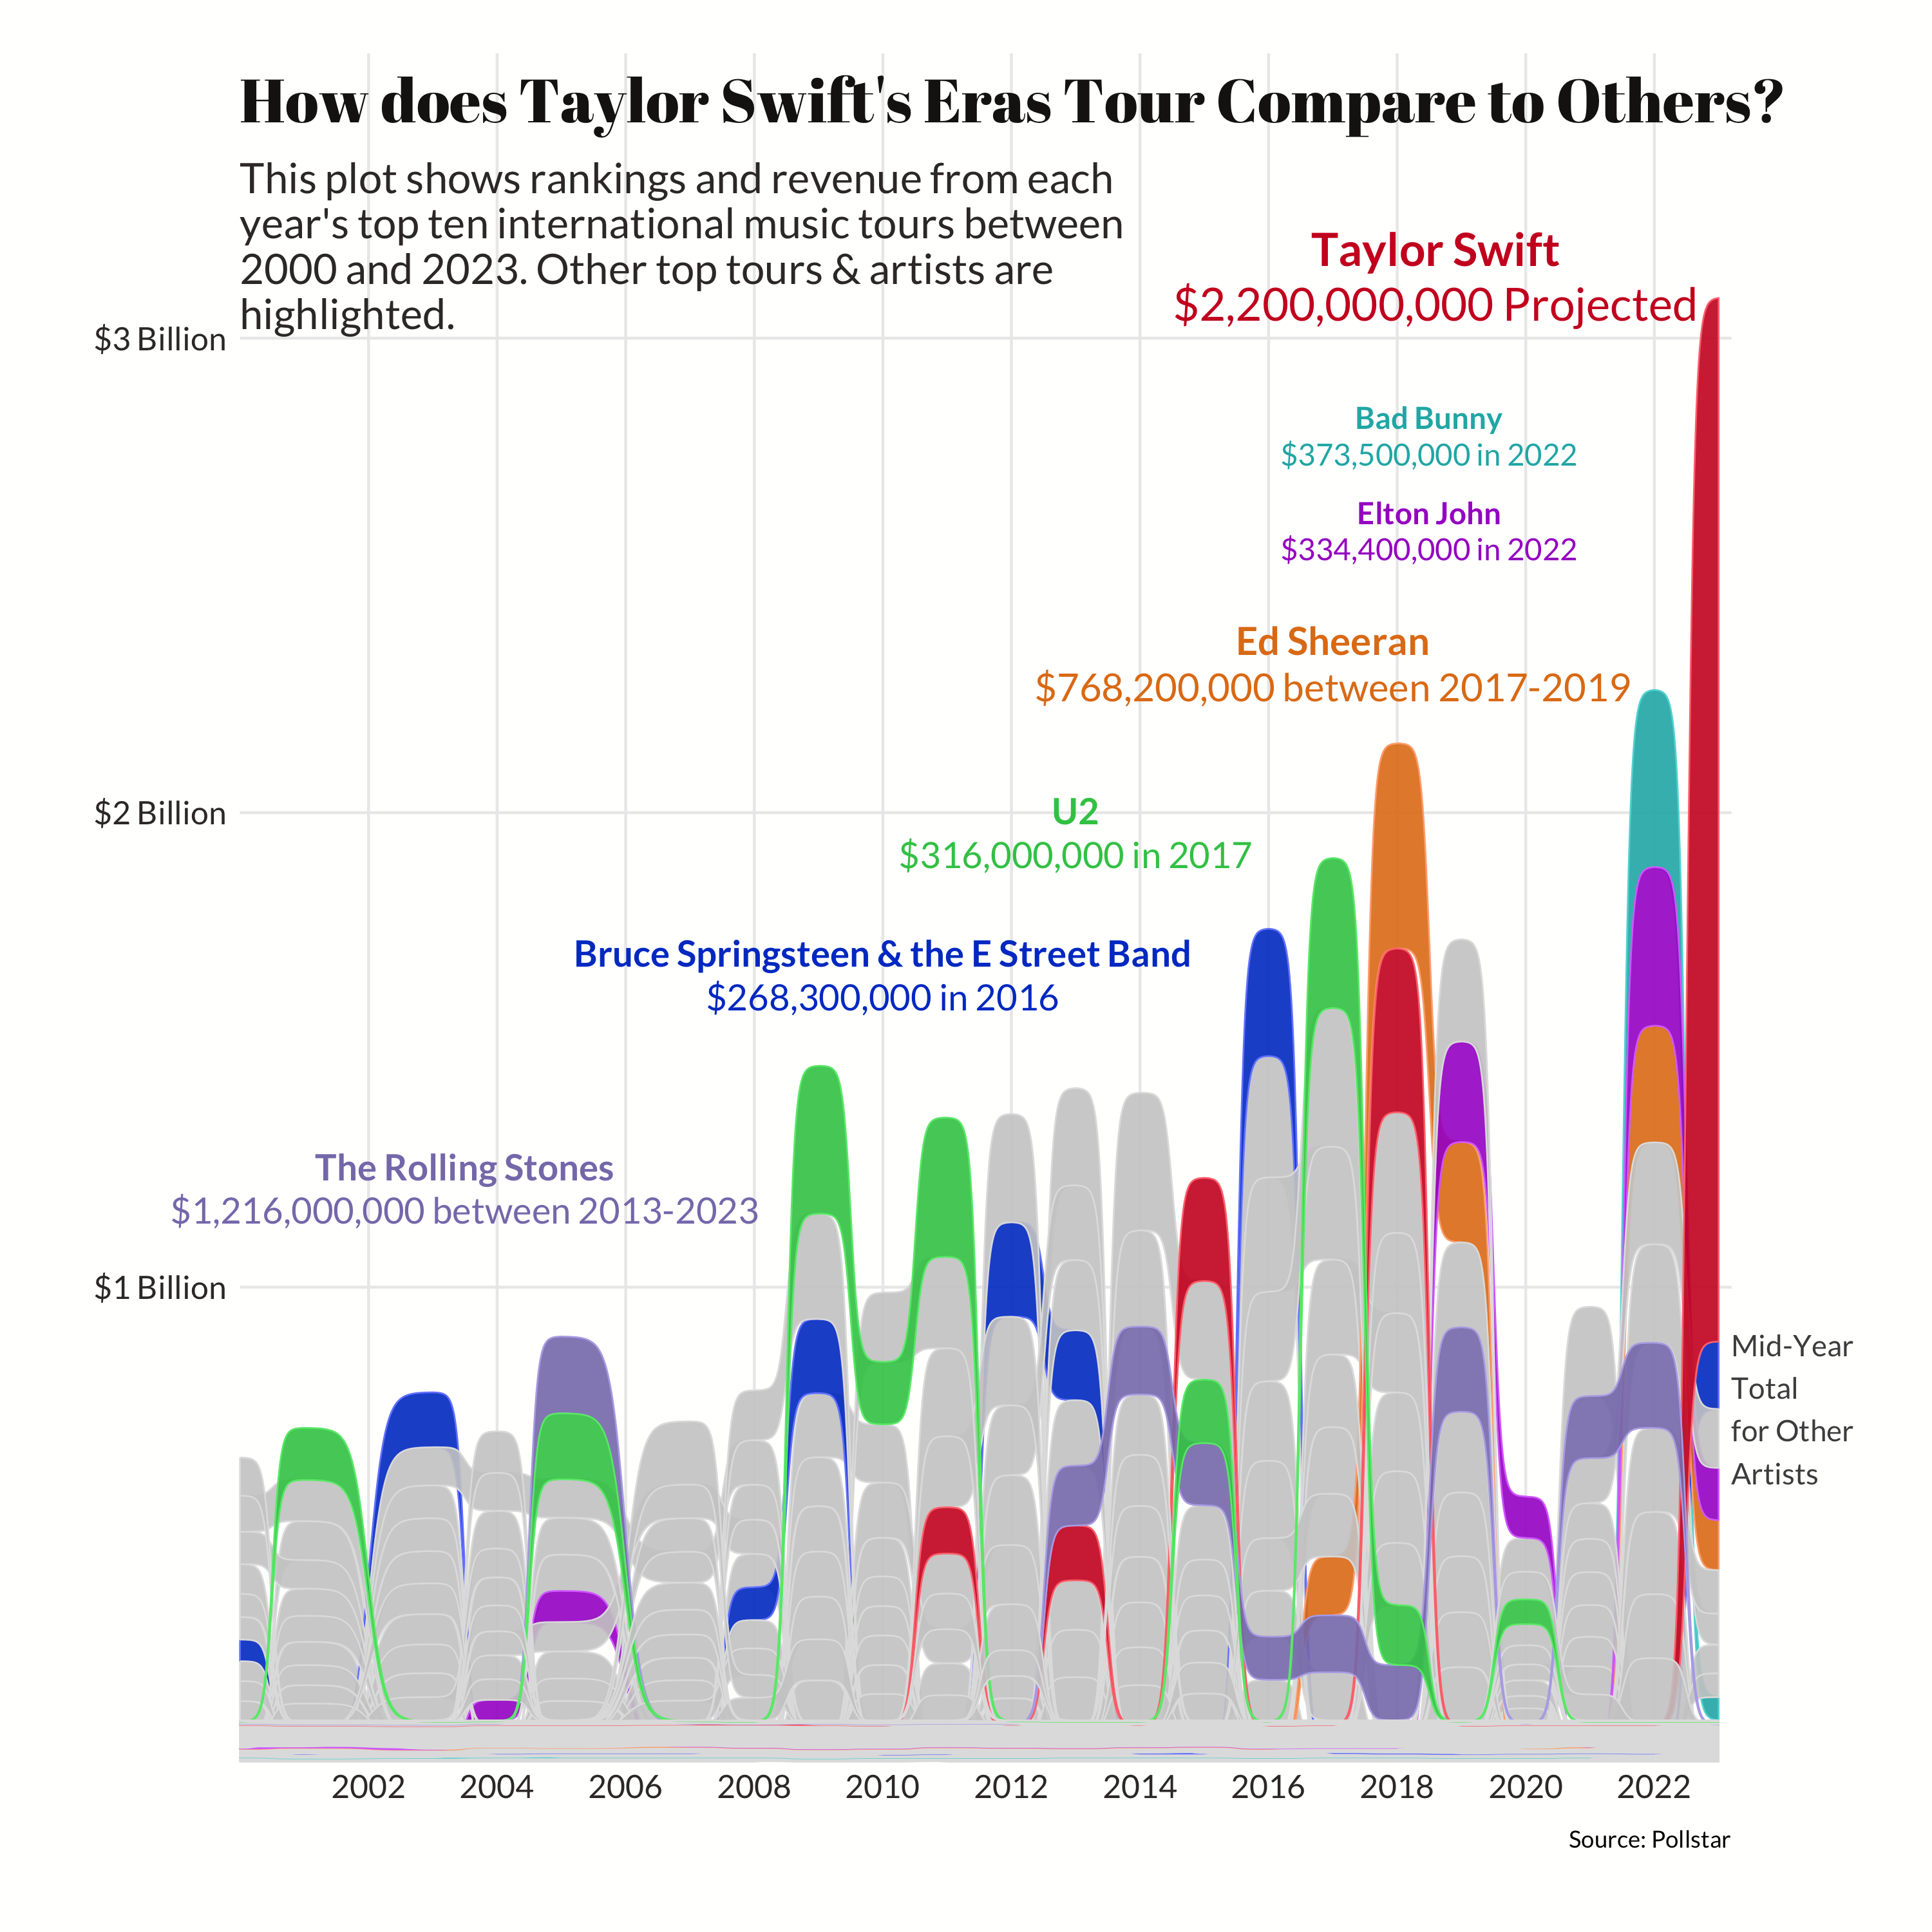 How does Taylor Swift's Eras Tour Compare to Others?
This plot shows rankings and revenue from each
year's top ten international music tours between
2000 and 2023. Other top tours & artists are
highlighted.
Taylor Swift
$2,200,000,000 Projected
$3 Billion
Bad Bunny
$373,500,000 in 2022
Elton John
$334,400,000 in 2022
Ed Sheeran
$768,200,000 between 2017-2019
$2 Billion
U2
$316,000,000 in 2017
Bruce Springsteen & the E Street Band
$268,300,000 in 2016
The Rolling Stones
$1,216,000,000 between 2013-2023
$1 Billion
Mid-Year
Total
for Other
Artists
2002 2004 2006 2008 2010 2012 2014 2016 2018 2020 2022
Source: Pollstar